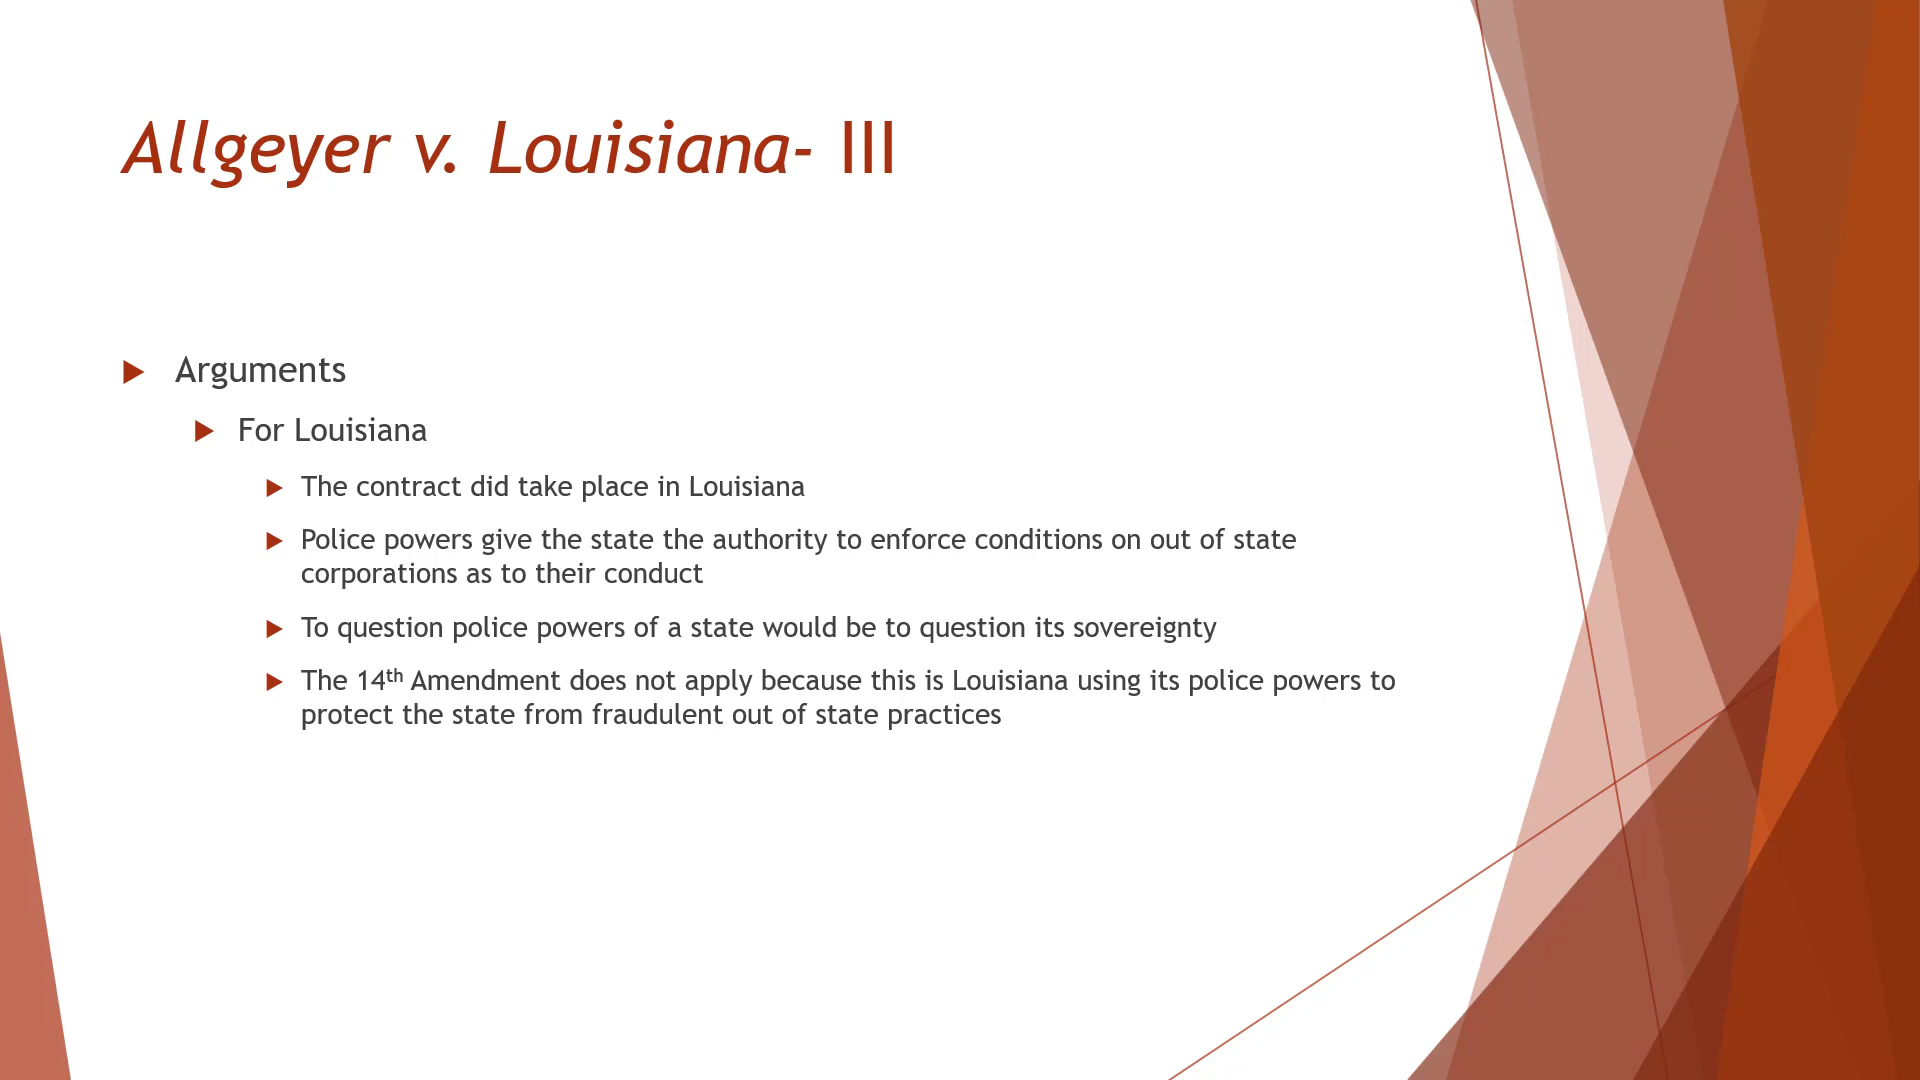 Allgeyer v. Louisiana- III
Arguments
For Louisiana
The contract did take place in Louisiana
Police powers give the state the authority to enforce conditions on out of state
corporations as to their conduct
To question police powers of a state would be to question its sovereignty
The 14th Amendment does not apply because this is Louisiana using its police powers to
protect the state from fraudulent out of state practices